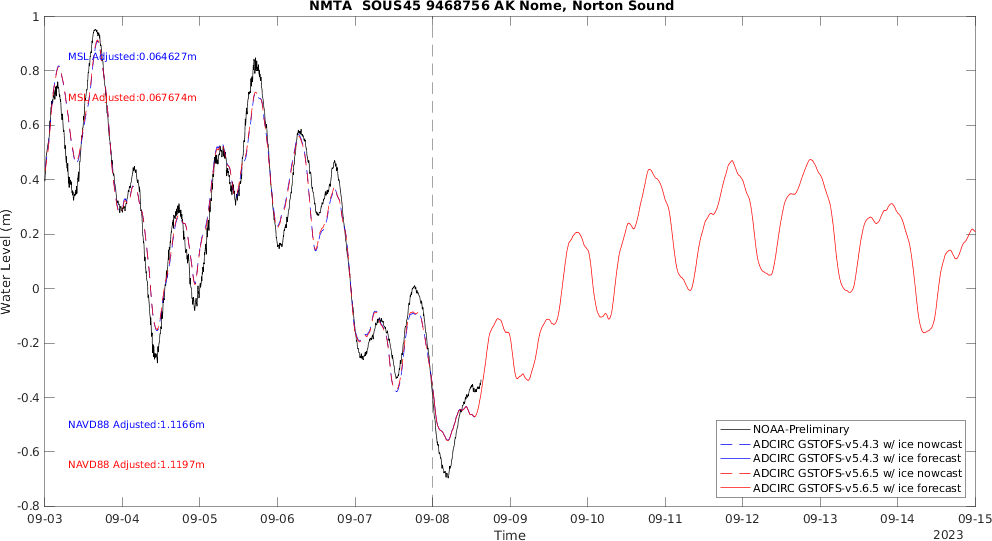 NMTA SOUS45 9468756 AK Nome, Norton Sound
MSL Adjusted:0.064627m
MSL Adjusted:0.067674m
NAVD88 Adjusted:1.1166m
NAVD88 Adjusted:1.1197m
Water Level (m)
1
0.8
0.6
0.4
0.2
0
-0.2
-0.4
-0.6
-0.8
NOAA-Preliminary
ADCIRC GSTOFS-v5.4.3 w/ ice nowcast
ADCIRC GSTOFS-v5.4.3 w/ ice forecast
ADCIRC GSTOFS-v5.6.5 w/ ice nowcast
ADCIRC GSTOFS-v5.6.5 w/ ice forecast
09-03 09-04 09-05 09-06 09-07 09-08 09-09 09-10 09-11 09-12 09-13 09-14 09-15
Time
2023